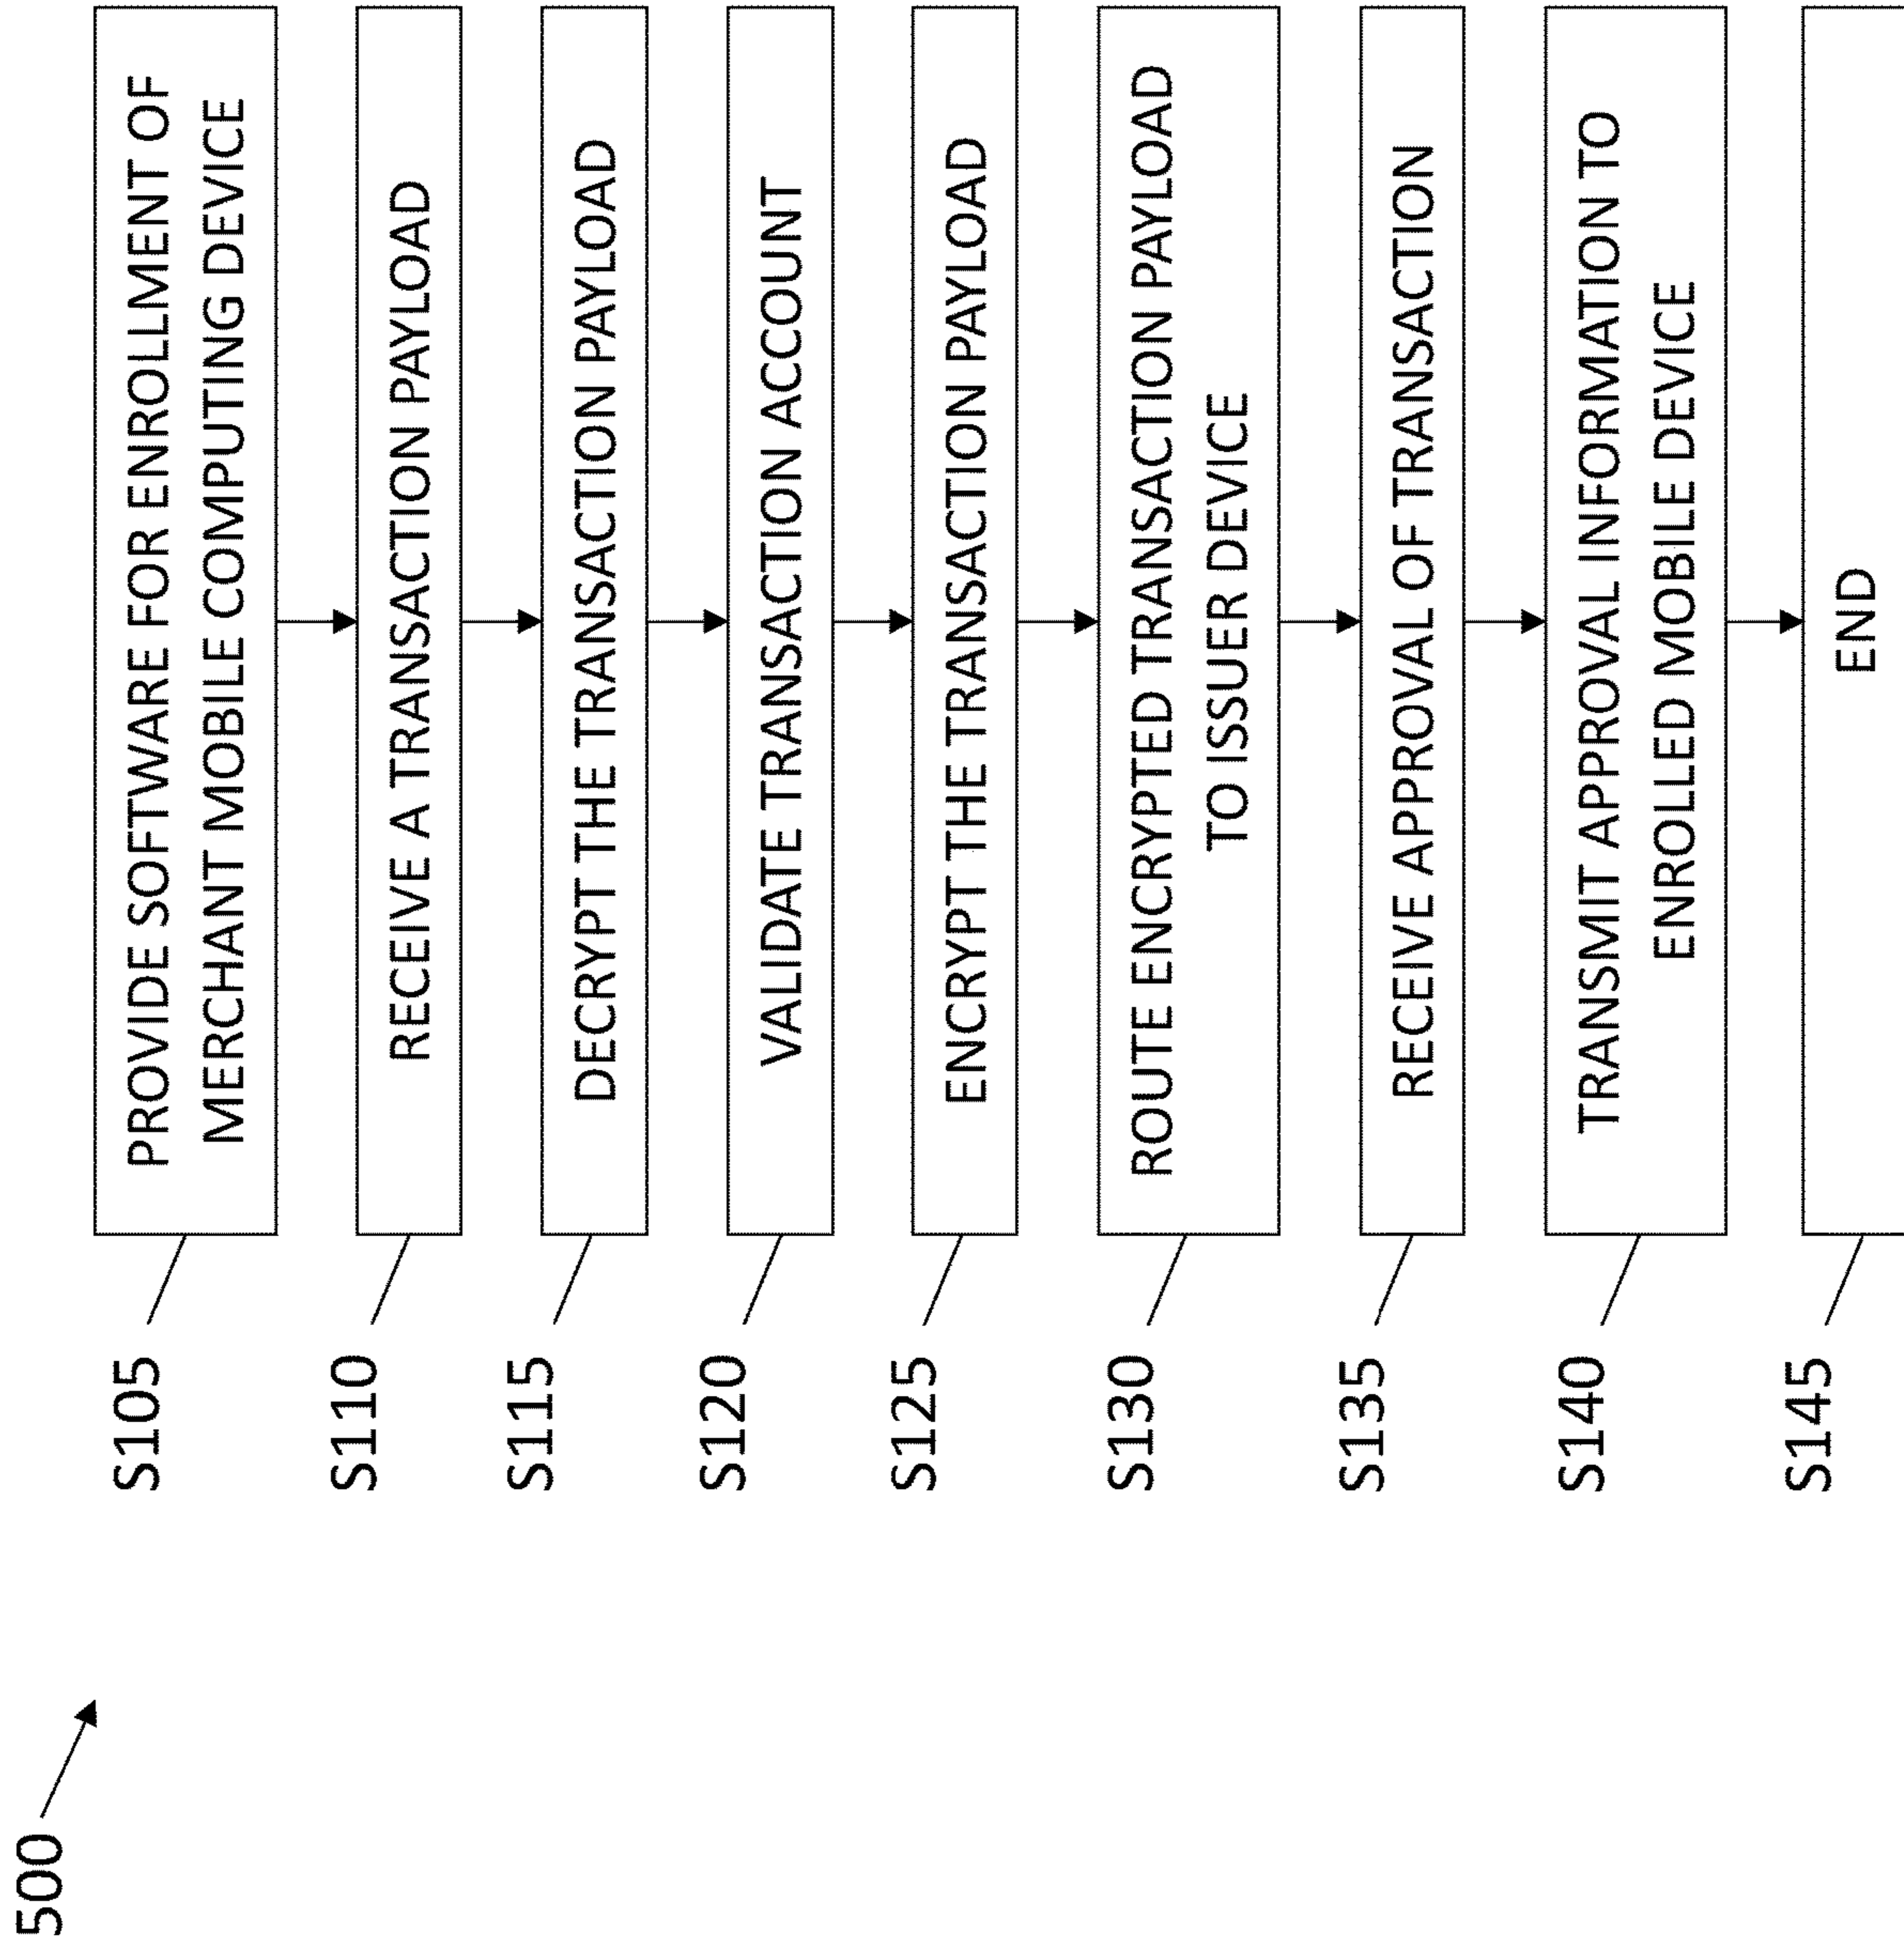 500
S105
PROVIDE SOFTWARE FOR ENROLLMENT OF
MERCHANT MOBILE COMPUTING DEVICE
S110
RECEIVE A TRANSACTION PAYLOAD
S115
DECRYPT THE TRANSACTION PAYLOAD
S120
VALIDATE TRANSACTION ACCOUNT
S125
ENCRYPT THE TRANSACTION PAYLOAD
S130
ROUTE ENCRYPTED TRANSACTION PAYLOAD
TO ISSUER DEVICE
S135
RECEIVE APPROVAL OF TRANSACTION
S140
TRANSMIT APPROVAL INFORMATION TO
ENROLLED MOBILE DEVICE
S145
END